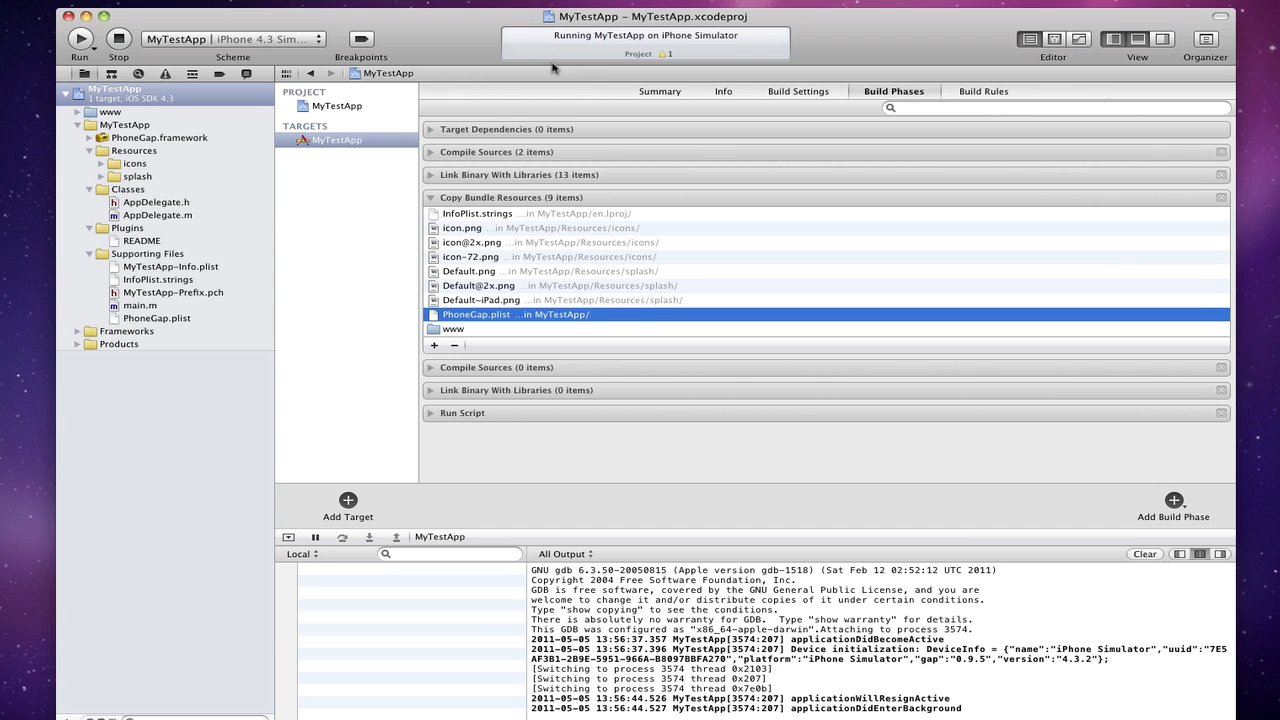 MyTestApp – MyTestApp.xcodeproj
Run
Stop
MyTestApp | iPhone 4.3 Sim...
Scheme
Breakpoints
Running MyTestApp on iPhone Simulator
Project 1
Editor
View
Organizer
MyTestApp
1 target, iOS SDK 4.3
www
MyTestApp
PhoneGap.framework
Resources
icons
splash
Classes
AppDelegate.h
AppDelegate.m
Plugins
README
Supporting Files
MyTestApp-Info.plist
InfoPlist.strings
MyTestApp-Prefix.pch
main.m
PhoneGap.plist
Frameworks
Products
MyTestApp
PROJECT
MyTestApp
TARGETS
MyTestApp
Summary
Info
Build Settings
Build Phases
Build Rules
Target Dependencies (0 items)
Compile Sources (2 items)
Link Binary With Libraries (13 items)
Copy Bundle Resources (9 items)
InfoPlist.strings ...in MyTestApp/en.lproj/
icon.png ...in MyTestApp/Resources/icons/
icon@2x.png ...in MyTestApp/Resources/icons/
icon-72.png ...in MyTestApp/Resources/icons/
Default.png ...in MyTestApp/Resources/splash/
Default@2x.png ...in MyTestApp/Resources/splash/
Default~iPad.png ...in MyTestApp/Resources/splash/
PhoneGap.plist ...in MyTestApp/
www
Compile Sources (0 items)
Link Binary With Libraries (0 items)
Run Script
Add Target
Add Build Phase
MyTestApp
Local
All Output
Clear
GNU gdb 6.3.50-20050815 (Apple version gdb-1518) (Sat Feb 12 02:52:12 UTC 2011)
Copyright 2004 Free Software Foundation, Inc.
GDB is free software, covered by the GNU General Public License, and you are
welcome to change it and/or distribute copies of it under certain conditions.
Type "show copying" to see the conditions.
There is absolutely no warranty for GDB.  Type "show warranty" for details.
This GDB was configured as "x86_64-apple-darwin".Attaching to process 3574.
2011-05-05 13:56:37.357 MyTestApp[3574:207] applicationDidBecomeActive
2011-05-05 13:56:37.396 MyTestApp[3574:207] Device initialization: DeviceInfo = {"name":"iPhone Simulator","uuid":"7E5
AF3B1-2B9E-5951-966A-B8097BBFA270","platform":"iPhone Simulator","gap":"0.9.5","version":"4.3.2"};
[Switching to process 3574 thread 0x2103]
[Switching to process 3574 thread 0x207]
[Switching to process 3574 thread 0x7e0b]
2011-05-05 13:56:44.526 MyTestApp[3574:207] applicationWillResignActive
2011-05-05 13:56:44.527 MyTestApp[3574:207] applicationDidEnterBackground